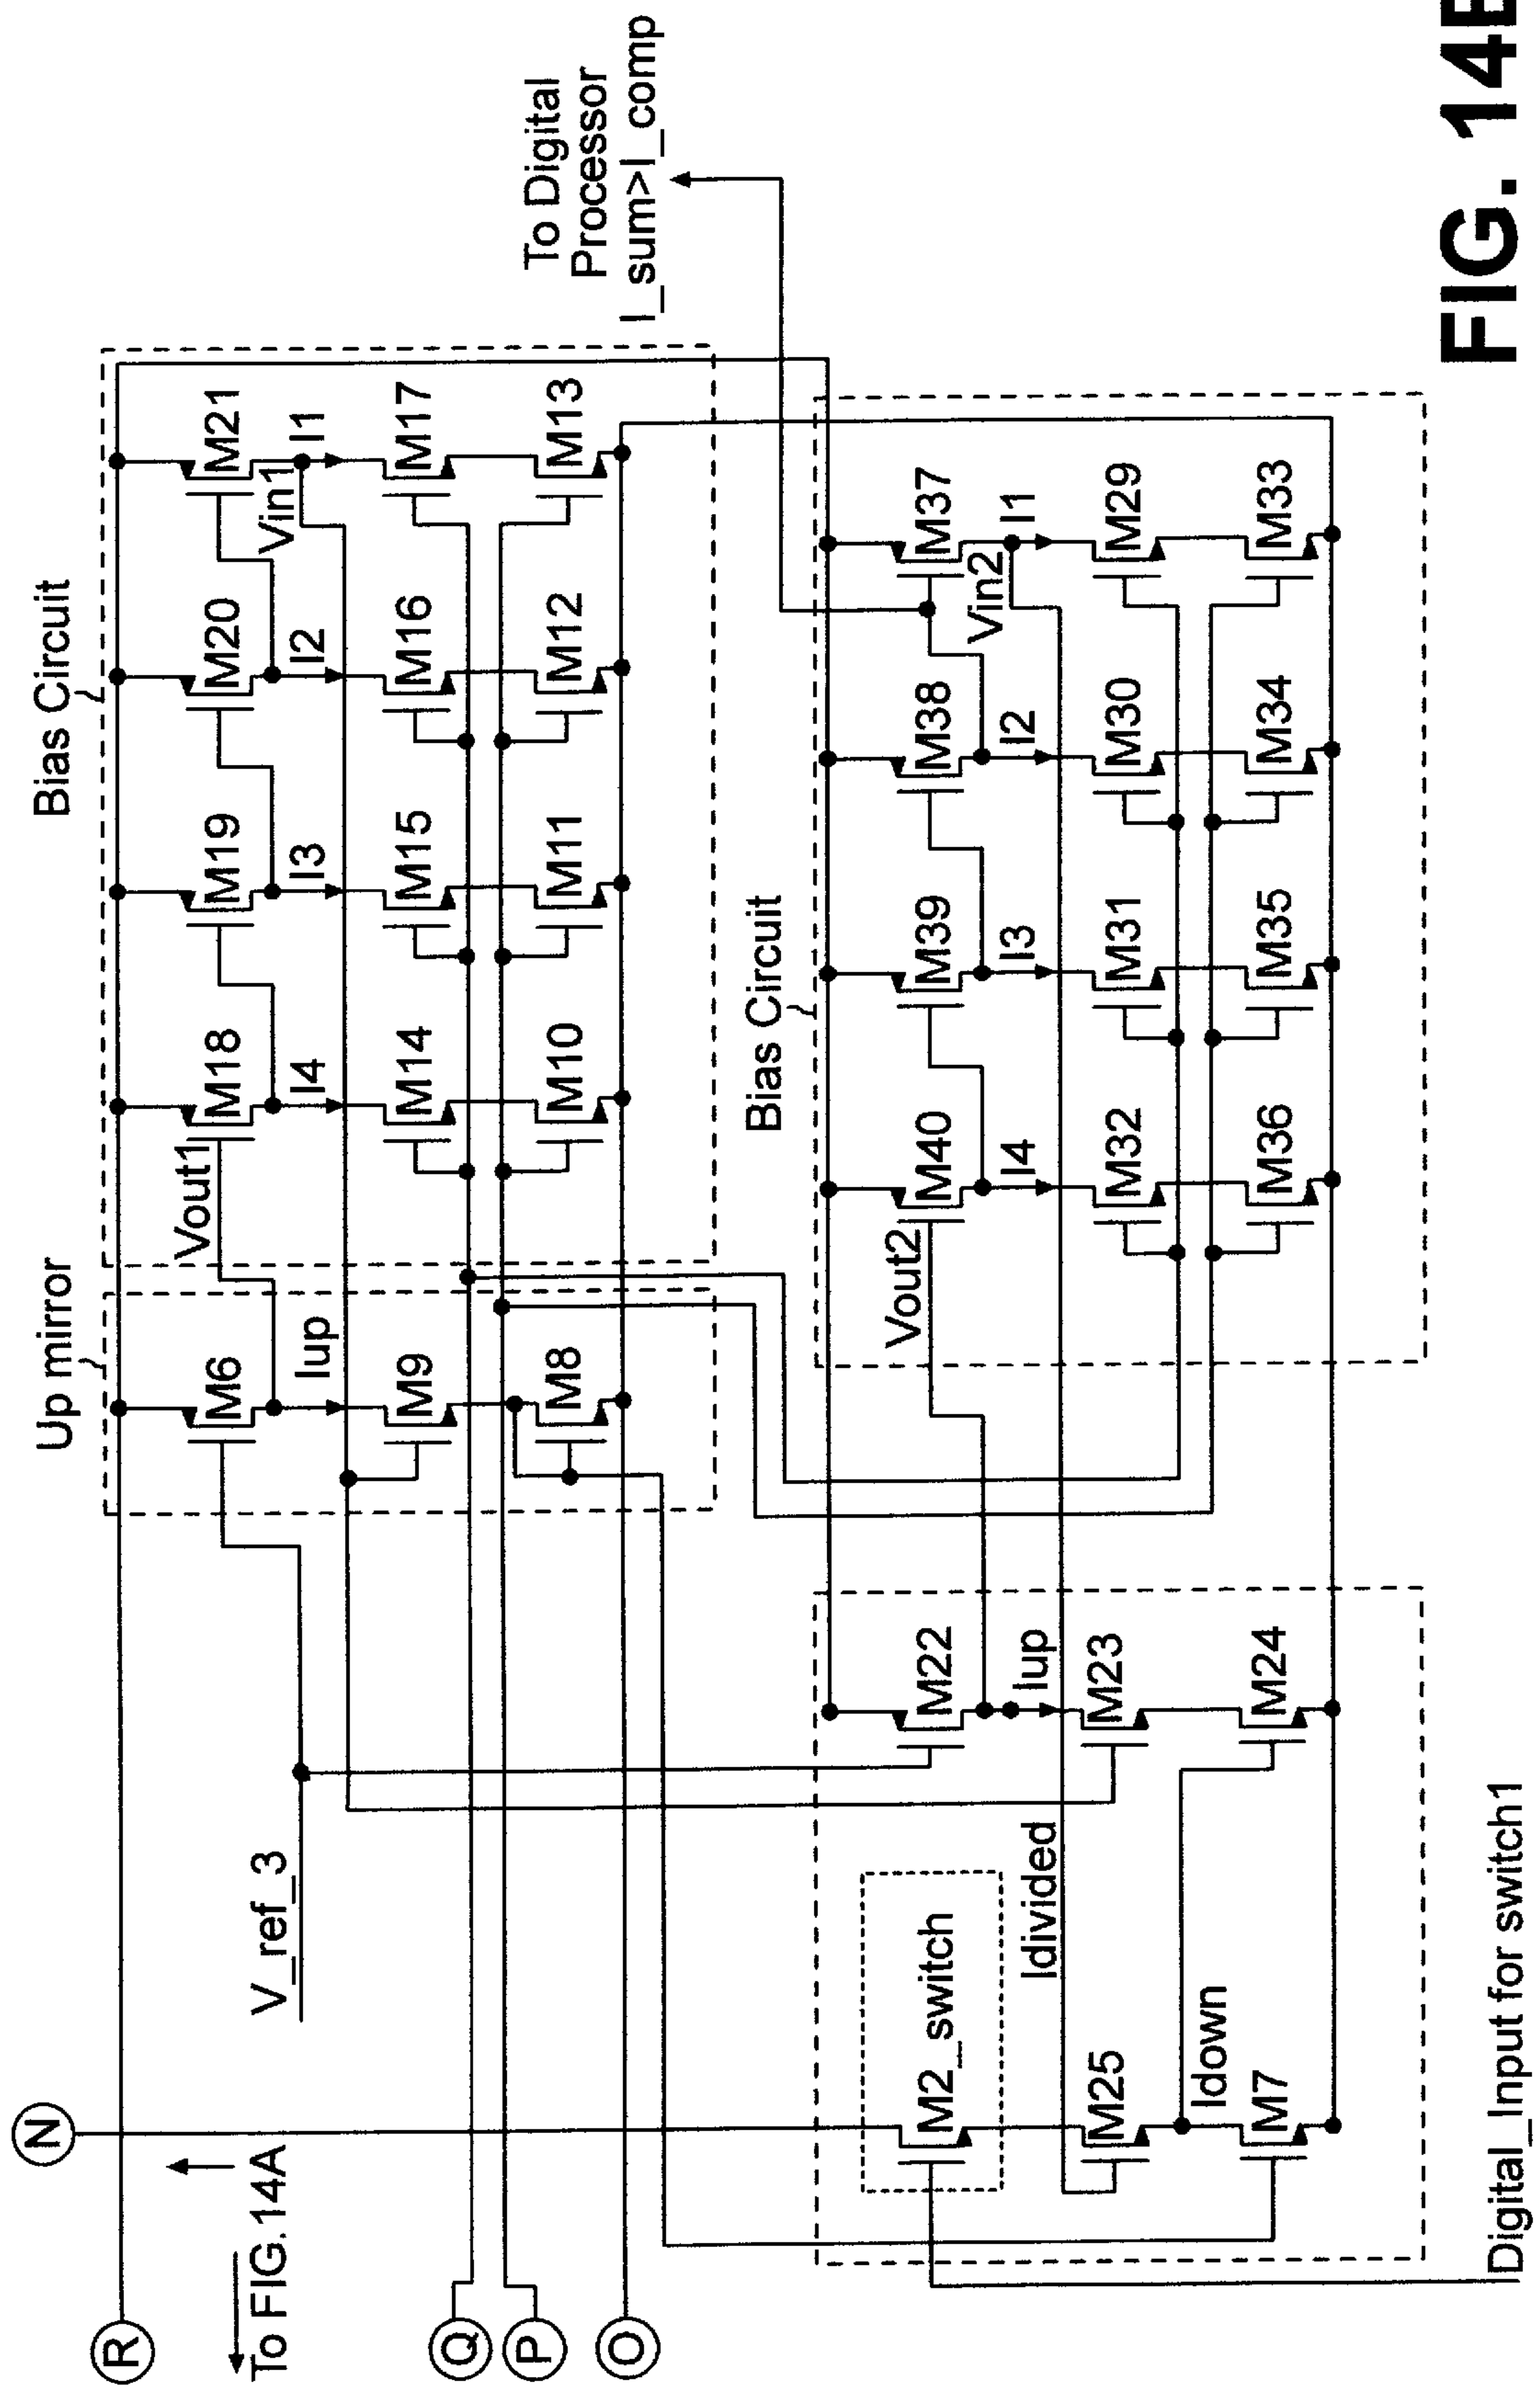 Up mirror
Bias Circuit
N
R
To FIG.14A
V_ref_3
M6
Vout1
M18
M19
M20
M21
Iup
I4
I3
I2
Vin1
I1
M9
M14
M15
M16
M17
Q
P
M8
M10
M11
M12
M13
O
To Digital
Processor
I_sum>I_comp
Bias Circuit
M2_switch
M22
Vout2
M40
M39
M38
M37
Idivided
Iup
I4
I3
I2
Vin2
I1
M25
M23
M32
M31
M30
M29
Idown
M7
M24
M36
M35
M34
M33
Digital_Input for switch1
FIG. 14B